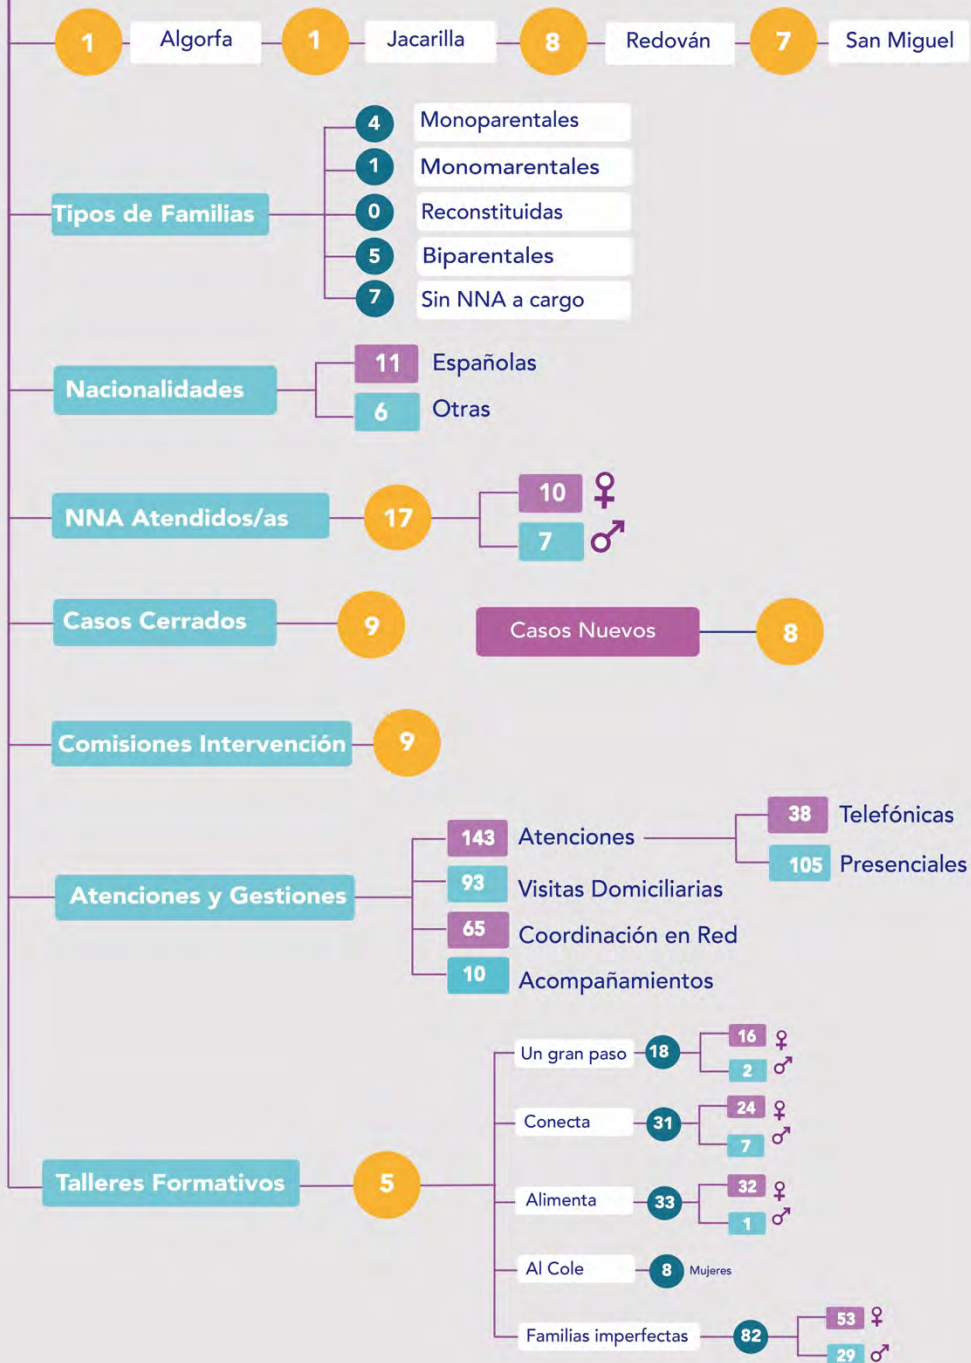 1 Algorfa 1 Jacarilla 8 Redován 7 San Miguel
Tipos de Familias
4 Monoparentales
1 Monomarentales
0 Reconstituidas
5 Biparentales
7 Sin NNA a cargo
Nacionalidades
11 Españolas
6 Otras
NNA Atendidos/as 17
10 ♀
7 ♂
Casos Cerrados 9
Casos Nuevos 8
Comisiones Intervención 9
Atenciones y Gestiones
143 Atenciones
38 Telefónicas
105 Presenciales
93 Visitas Domiciliarias
65 Coordinación en Red
10 Acompañamientos
Talleres Formativos 5
Un gran paso 18
16 ♀
2 ♂
Conecta 31
24 ♀
7 ♂
Alimenta 33
32 ♀
1 ♂
Al Cole 8 Mujeres
Familias imperfectas 82
53 ♀
29 ♂